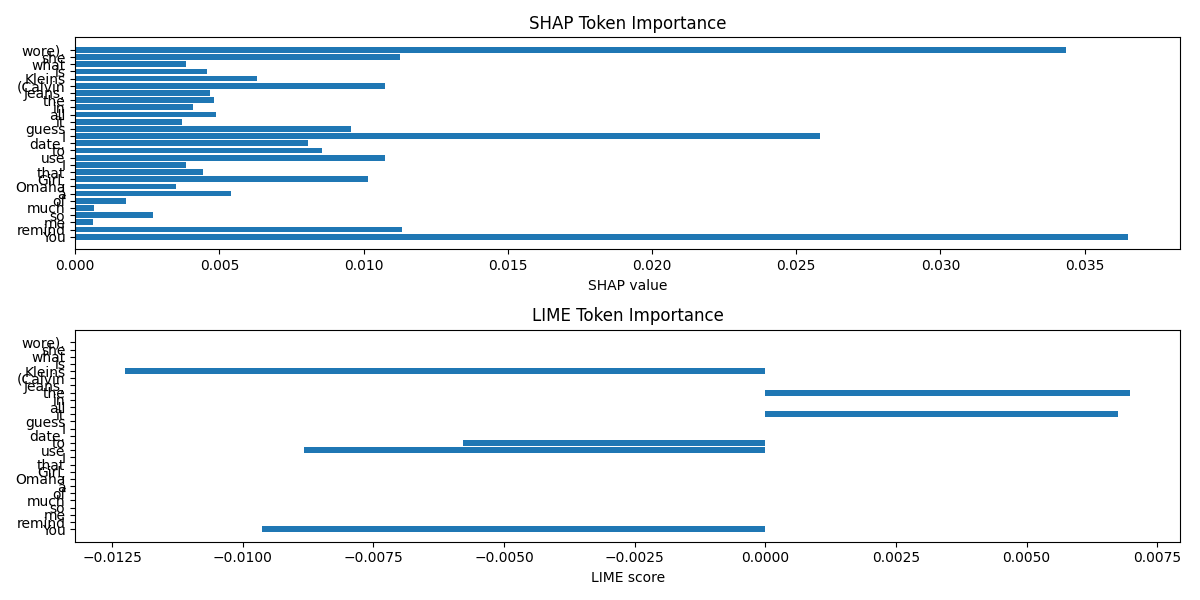 SHAP Token Importance
wore).
she
what
is
Kleins
(Calvin
jeans.
the
in
all
it
guess
I
date.
to
use
I
that
Girl.
Omaha
a
of
much
so
me
remind
You
0.000 0.005 0.010 0.015 0.020 0.025 0.030 0.035
SHAP value
LIME Token Importance
wore).
she
what
is
Kleins
(Calvin
jeans.
the
in
all
it
guess
I
date.
to
use
I
that
Girl.
Omaha
a
of
much
so
me
remind
You
−0.0125 −0.0100 −0.0075 −0.0050 −0.0025 0.0000 0.0025 0.0050 0.0075
LIME score